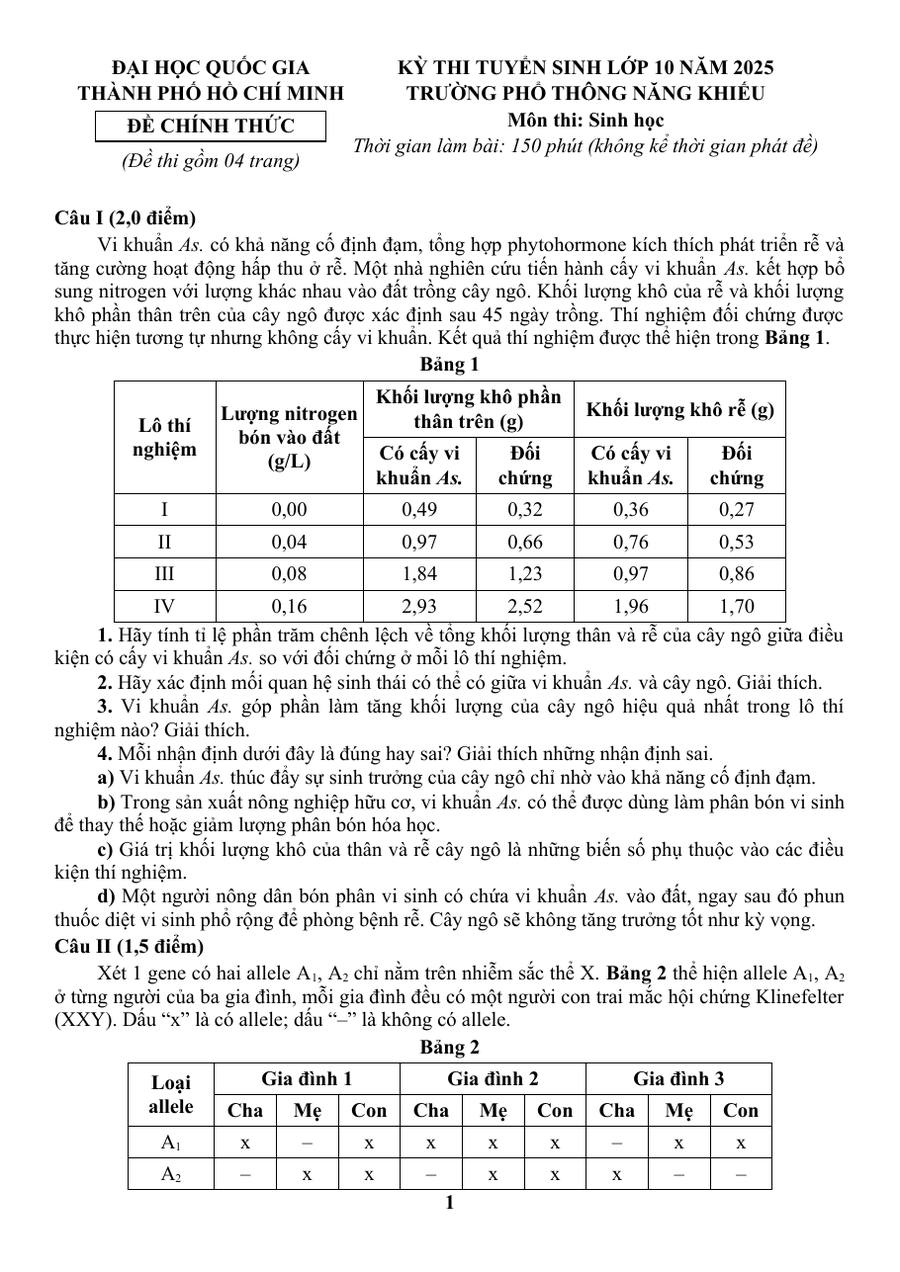 ĐẠI HỌC QUỐC GIA
THÀNH PHỐ HỒ CHÍ MINH
ĐỀ CHÍNH THỨC
(Đề thi gồm 04 trang)
KỲ THI TUYỂN SINH LỚP 10 NĂM 2025
TRƯỜNG PHỔ THÔNG NĂNG KHIẾU
Môn thi: Sinh học
Thời gian làm bài: 150 phút (không kể thời gian phát đề)
Câu I (2,0 điểm)
Vi khuẩn As. có khả năng cố định đạm, tổng hợp phytohormone kích thích phát triển rễ và
tăng cường hoạt động hấp thu ở rễ. Một nhà nghiên cứu tiến hành cấy vi khuẩn As. kết hợp bổ
sung nitrogen với lượng khác nhau vào đất trồng cây ngô. Khối lượng khô của rễ và khối lượng
khô phần thân trên của cây ngô được xác định sau 45 ngày trồng. Thí nghiệm đối chứng được
thực hiện tương tự nhưng không cấy vi khuẩn. Kết quả thí nghiệm được thể hiện trong Bảng 1.
Bảng 1
Lô thí nghiệm | Lượng nitrogen bón vào đất (g/L) | Khối lượng khô phần thân trên (g) | Khối lượng khô rễ (g)
Có cấy vi khuẩn As. | Đối chứng | Có cấy vi khuẩn As. | Đối chứng
I | 0,00 | 0,49 | 0,32 | 0,36 | 0,27
II | 0,04 | 0,97 | 0,66 | 0,76 | 0,53
III | 0,08 | 1,84 | 1,23 | 0,97 | 0,86
IV | 0,16 | 2,93 | 2,52 | 1,96 | 1,70
1. Hãy tính tỉ lệ phần trăm chênh lệch về tổng khối lượng thân và rễ của cây ngô giữa điều
kiện có cấy vi khuẩn As. so với đối chứng ở mỗi lô thí nghiệm.
2. Hãy xác định mối quan hệ sinh thái có thể có giữa vi khuẩn As. và cây ngô. Giải thích.
3. Vi khuẩn As. góp phần làm tăng khối lượng của cây ngô hiệu quả nhất trong lô thí
nghiệm nào? Giải thích.
4. Mỗi nhận định dưới đây là đúng hay sai? Giải thích những nhận định sai.
a) Vi khuẩn As. thúc đẩy sự sinh trưởng của cây ngô chỉ nhờ vào khả năng cố định đạm.
b) Trong sản xuất nông nghiệp hữu cơ, vi khuẩn As. có thể được dùng làm phân bón vi sinh
để thay thế hoặc giảm lượng phân bón hóa học.
c) Giá trị khối lượng khô của thân và rễ cây ngô là những biến số phụ thuộc vào các điều
kiện thí nghiệm.
d) Một người nông dân bón phân vi sinh có chứa vi khuẩn As. vào đất, ngay sau đó phun
thuốc diệt vi sinh phổ rộng để phòng bệnh rễ. Cây ngô sẽ không tăng trưởng tốt như kỳ vọng.
Câu II (1,5 điểm)
Xét 1 gene có hai allele A₁, A₂ chỉ nằm trên nhiễm sắc thể X. Bảng 2 thể hiện allele A₁, A₂
ở từng người của ba gia đình, mỗi gia đình đều có một người con trai mắc hội chứng Klinefelter
(XXY). Dấu “x” là có allele; dấu “–” là không có allele.
Bảng 2
Loại allele | Gia đình 1 | Gia đình 2 | Gia đình 3
Cha | Mẹ | Con | Cha | Mẹ | Con | Cha | Mẹ | Con
A₁ | x | – | x | x | x | x | – | x | x
A₂ | – | x | x | – | x | x | x | – | –
1